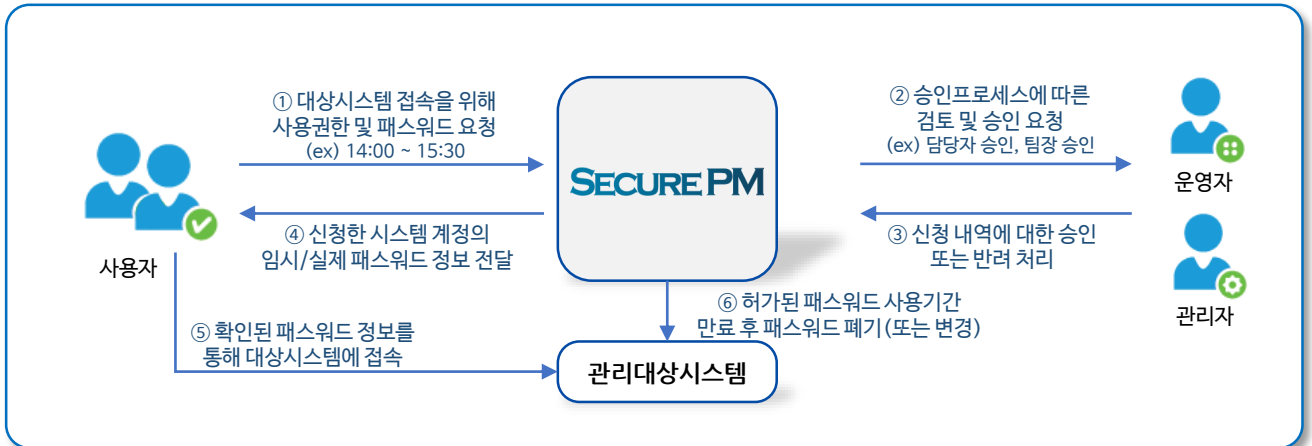 ① 대상시스템 접속을 위해
사용권한 및 패스워드 요청
(ex) 14:00 ~ 15:30
② 승인프로세스에 따른
검토 및 승인 요청
(ex) 담당자 승인, 팀장 승인
SECURE PM
운영자
④ 신청한 시스템 계정의
임시/실제 패스워드 정보 전달
③ 신청 내역에 대한 승인
또는 반려 처리
사용자
관리자
⑥ 허가된 패스워드 사용기간
만료 후 패스워드 폐기(또는 변경)
⑤ 확인된 패스워드 정보를
통해 대상시스템에 접속
관리대상시스템